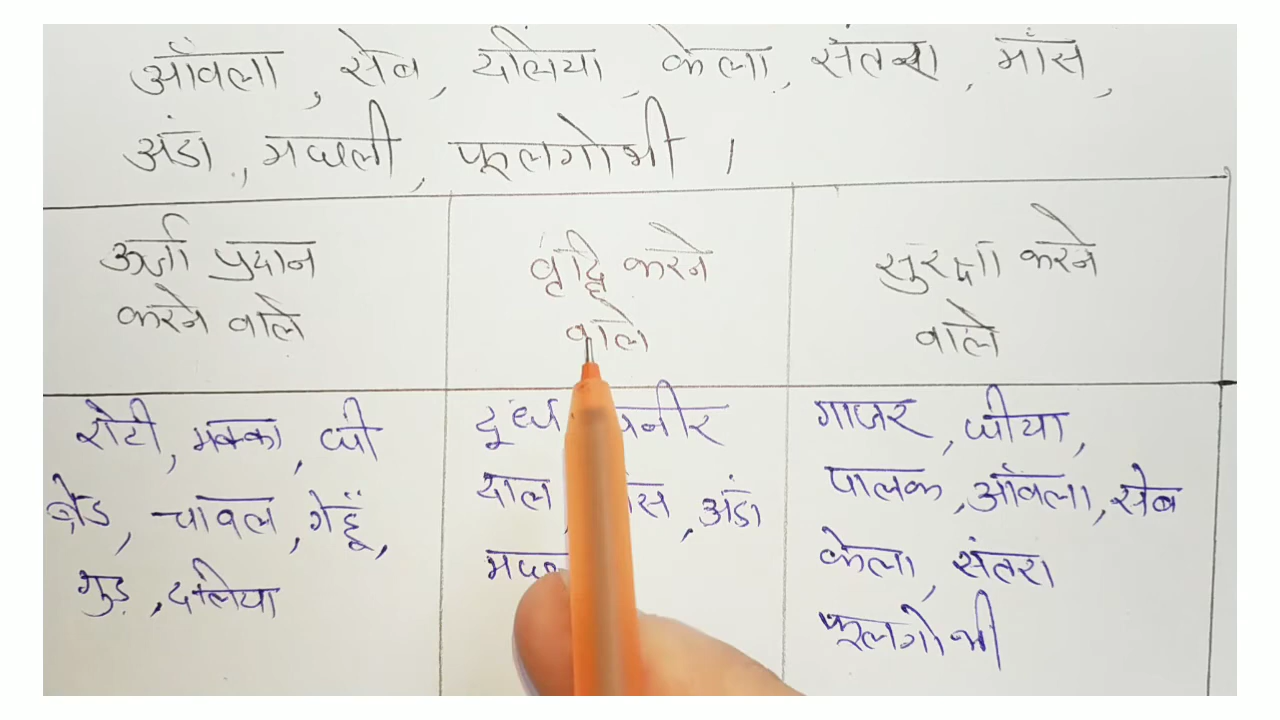 आँवला, सेब, दलिया, केला, संतरा, माँस,
अंडा, मछली, फूलगोभी ।
ऊर्जा प्रदान
करने वाले
वृद्धि करने
वाले
सुरक्षा करने
वाले
रोटी, मक्का, घी
ब्रेड, चावल, गेहूँ,
गुड़, दलिया
दूध
दाल, अंडा
गाजर, घीया,
पालक, आँवला, सेब
केला, संतरा
फूलगोभी